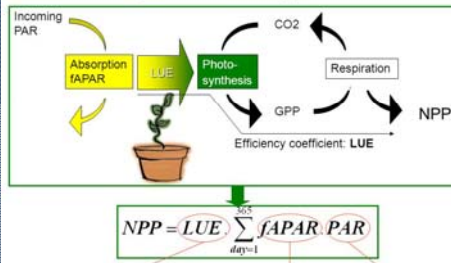 Incoming
PAR
Absorption
fAPAR
LUE
Photo-
synthesis
CO2
GPP
Respiration
NPP
Efficiency coefficient: LUE
365
NPP = LUE. ∑ fAPAR. PAR
day=1